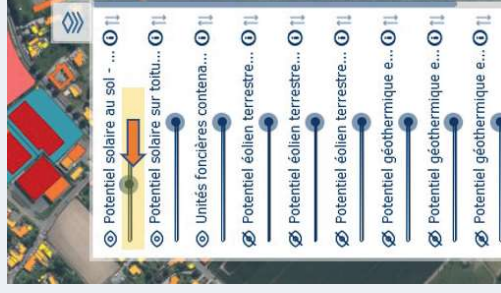 Potentiel solaire au sol - ...
Potentiel solaire sur toitu...
Unités foncières contena...
Potentiel éolien terrestre...
Potentiel éolien terrestre...
Potentiel éolien terrestre...
Potentiel géothermique e...
Potentiel géothermique e...
Potentiel géothermique e...